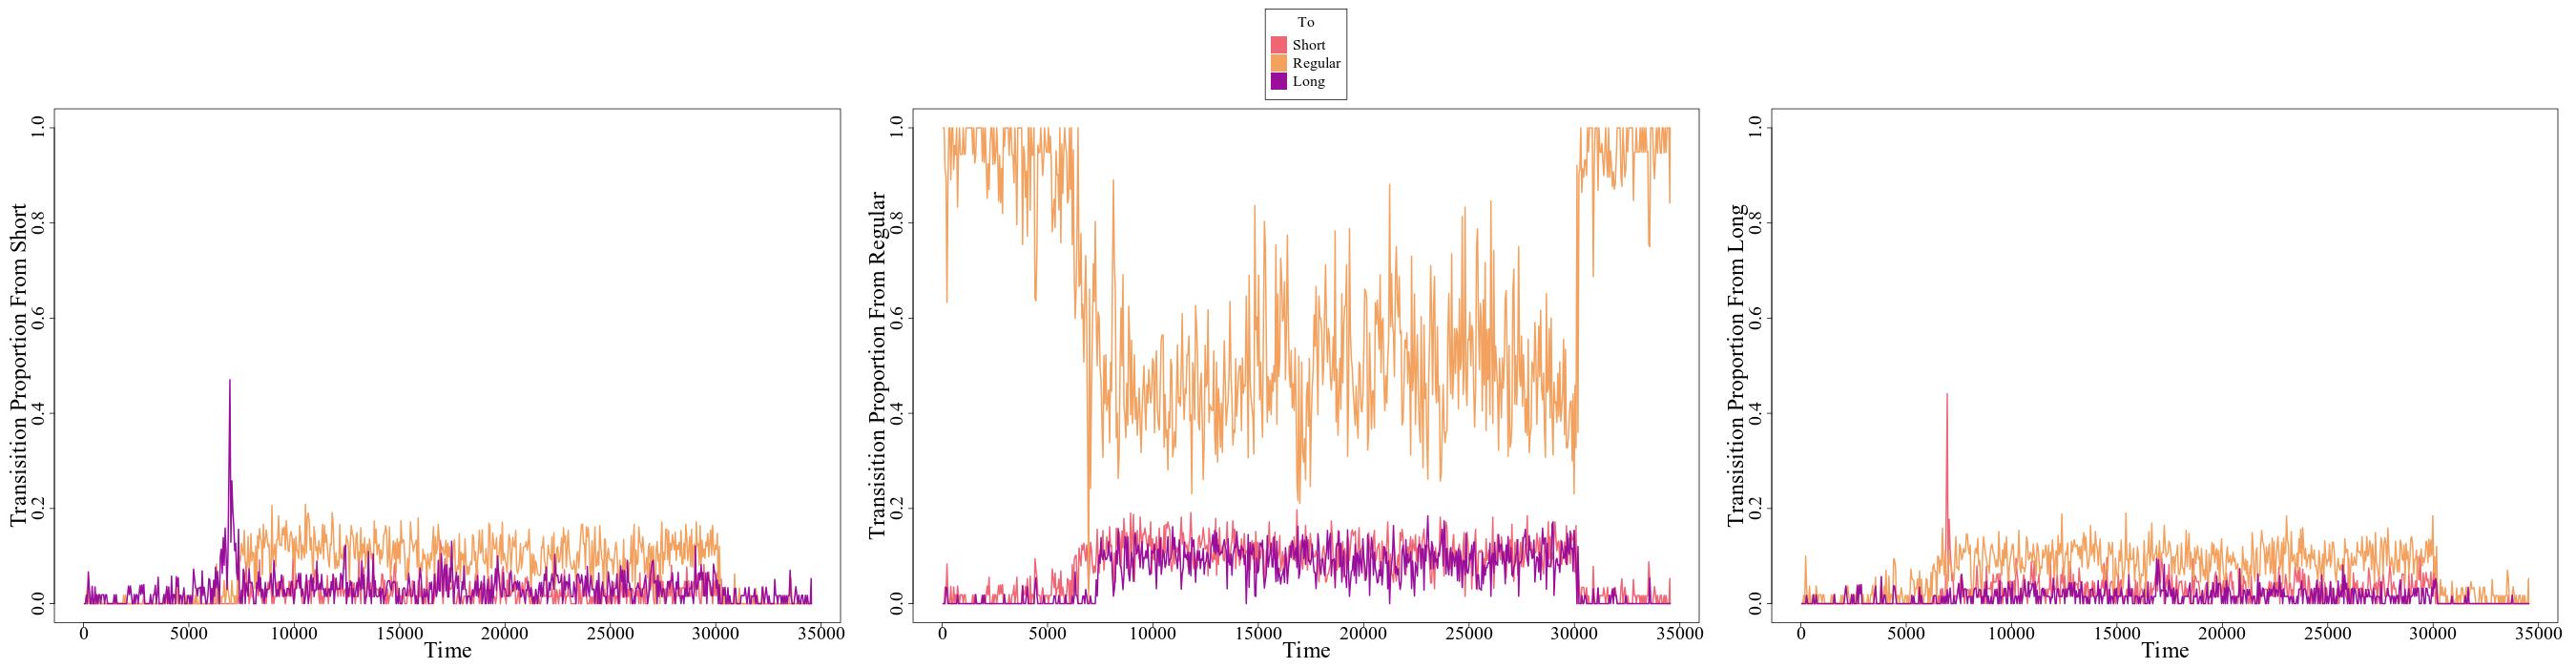 To
Short
Regular
Long
Transisition Proportion From Short
1.0
0.8
0.6
0.4
0.2
0.0
0 5000 10000 15000 20000 25000 30000 35000
Time
Transisition Proportion From Regular
1.0
0.8
0.6
0.4
0.2
0.0
0 5000 10000 15000 20000 25000 30000 35000
Time
Transisition Proportion From Long
1.0
0.8
0.6
0.4
0.2
0.0
0 5000 10000 15000 20000 25000 30000 35000
Time